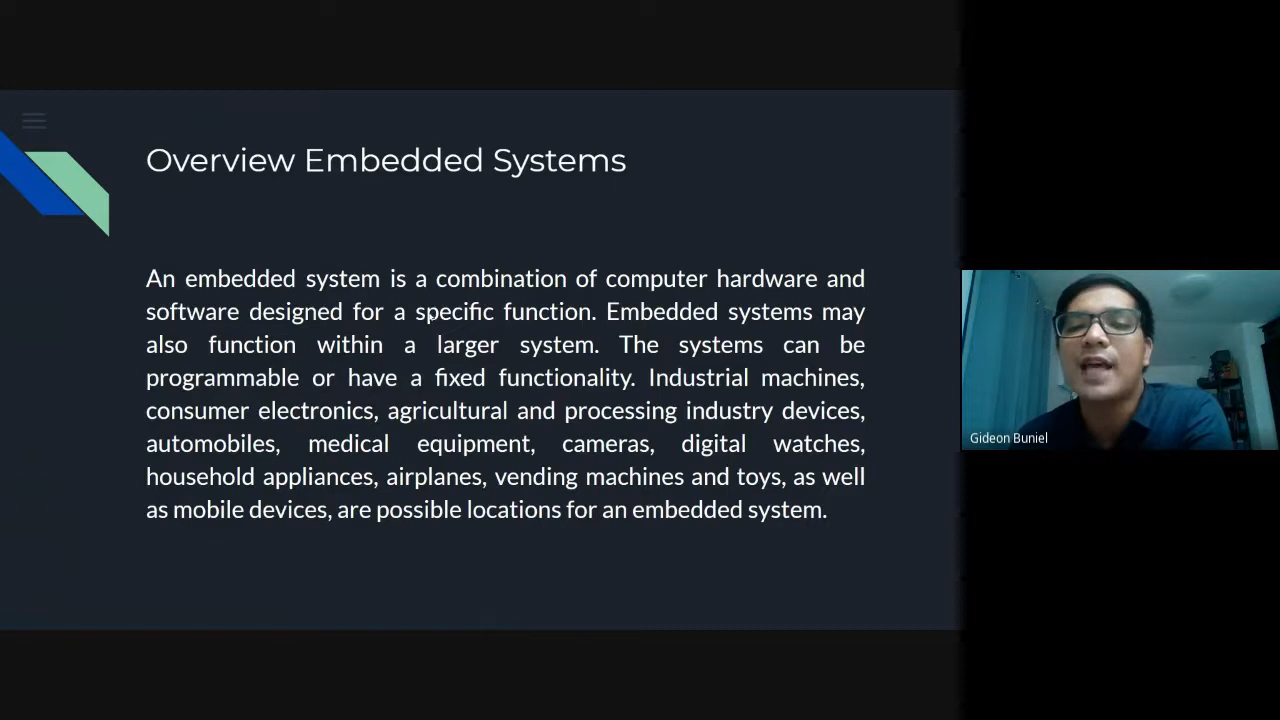 Overview Embedded Systems
An embedded system is a combination of computer hardware and
software designed for a specific function. Embedded systems may
also function within a larger system. The systems can be
programmable or have a fixed functionality. Industrial machines,
consumer electronics, agricultural and processing industry devices,
automobiles, medical equipment, cameras, digital watches,
household appliances, airplanes, vending machines and toys, as well
as mobile devices, are possible locations for an embedded system.
Gideon Buniel